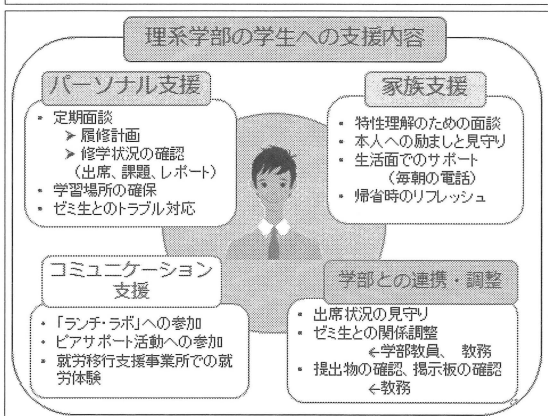 理系学部の学生への支援内容
パーソナル支援
• 定期面談
➤ 履修計画
➤ 修学状況の確認
(出席、課題、レポート)
• 学習場所の確保
• ゼミ生とのトラブル対応
家族支援
• 特性理解のための面談
• 本人への励ましと見守り
• 生活面でのサポート
(毎朝の電話)
• 帰省時のリフレッシュ
コミュニケーション
支援
• 「ランチ・ラボ」への参加
• ピアサポート活動への参加
• 就労移行支援事業所での就
労体験
学部との連携・調整
• 出席状況の見守り
• ゼミ生との関係調整
←学部教員、 教務
• 提出物の確認、掲示板の確認
←教務